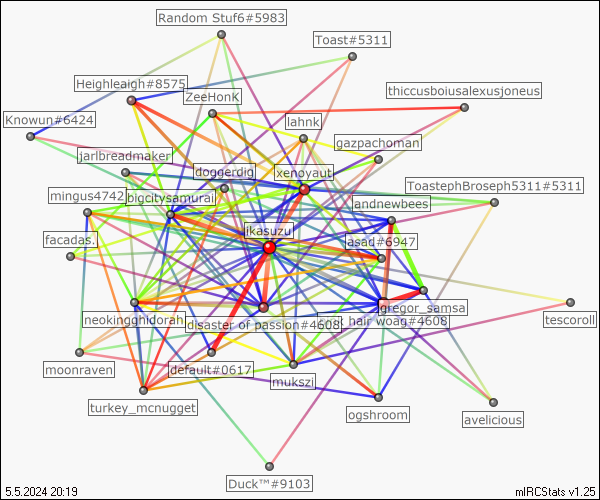 Random Stuf6#5983
Toast#5311
Heighleigh#8575
ZeeHonk
thiccusboiusalexusjoneus
Knowun#6424
lahnk
gazpachoman
jarlbreadmaker
doggerdig
xenoyaut
mingus4742
bigcitysamurai
ToastephBroseph5311#5311
andnewbees
facadas.
ikasuzu
asad#6947
neokingghidorah
disaster of passion#4608
hair woag#4608
gregor_samsa
tescoroll
moonraven
default#0617
mukszi
turkey_mcnugget
ogshroom
avelicious
Duck™#9103
5.5.2024 20:19
mIRCStats v1.25